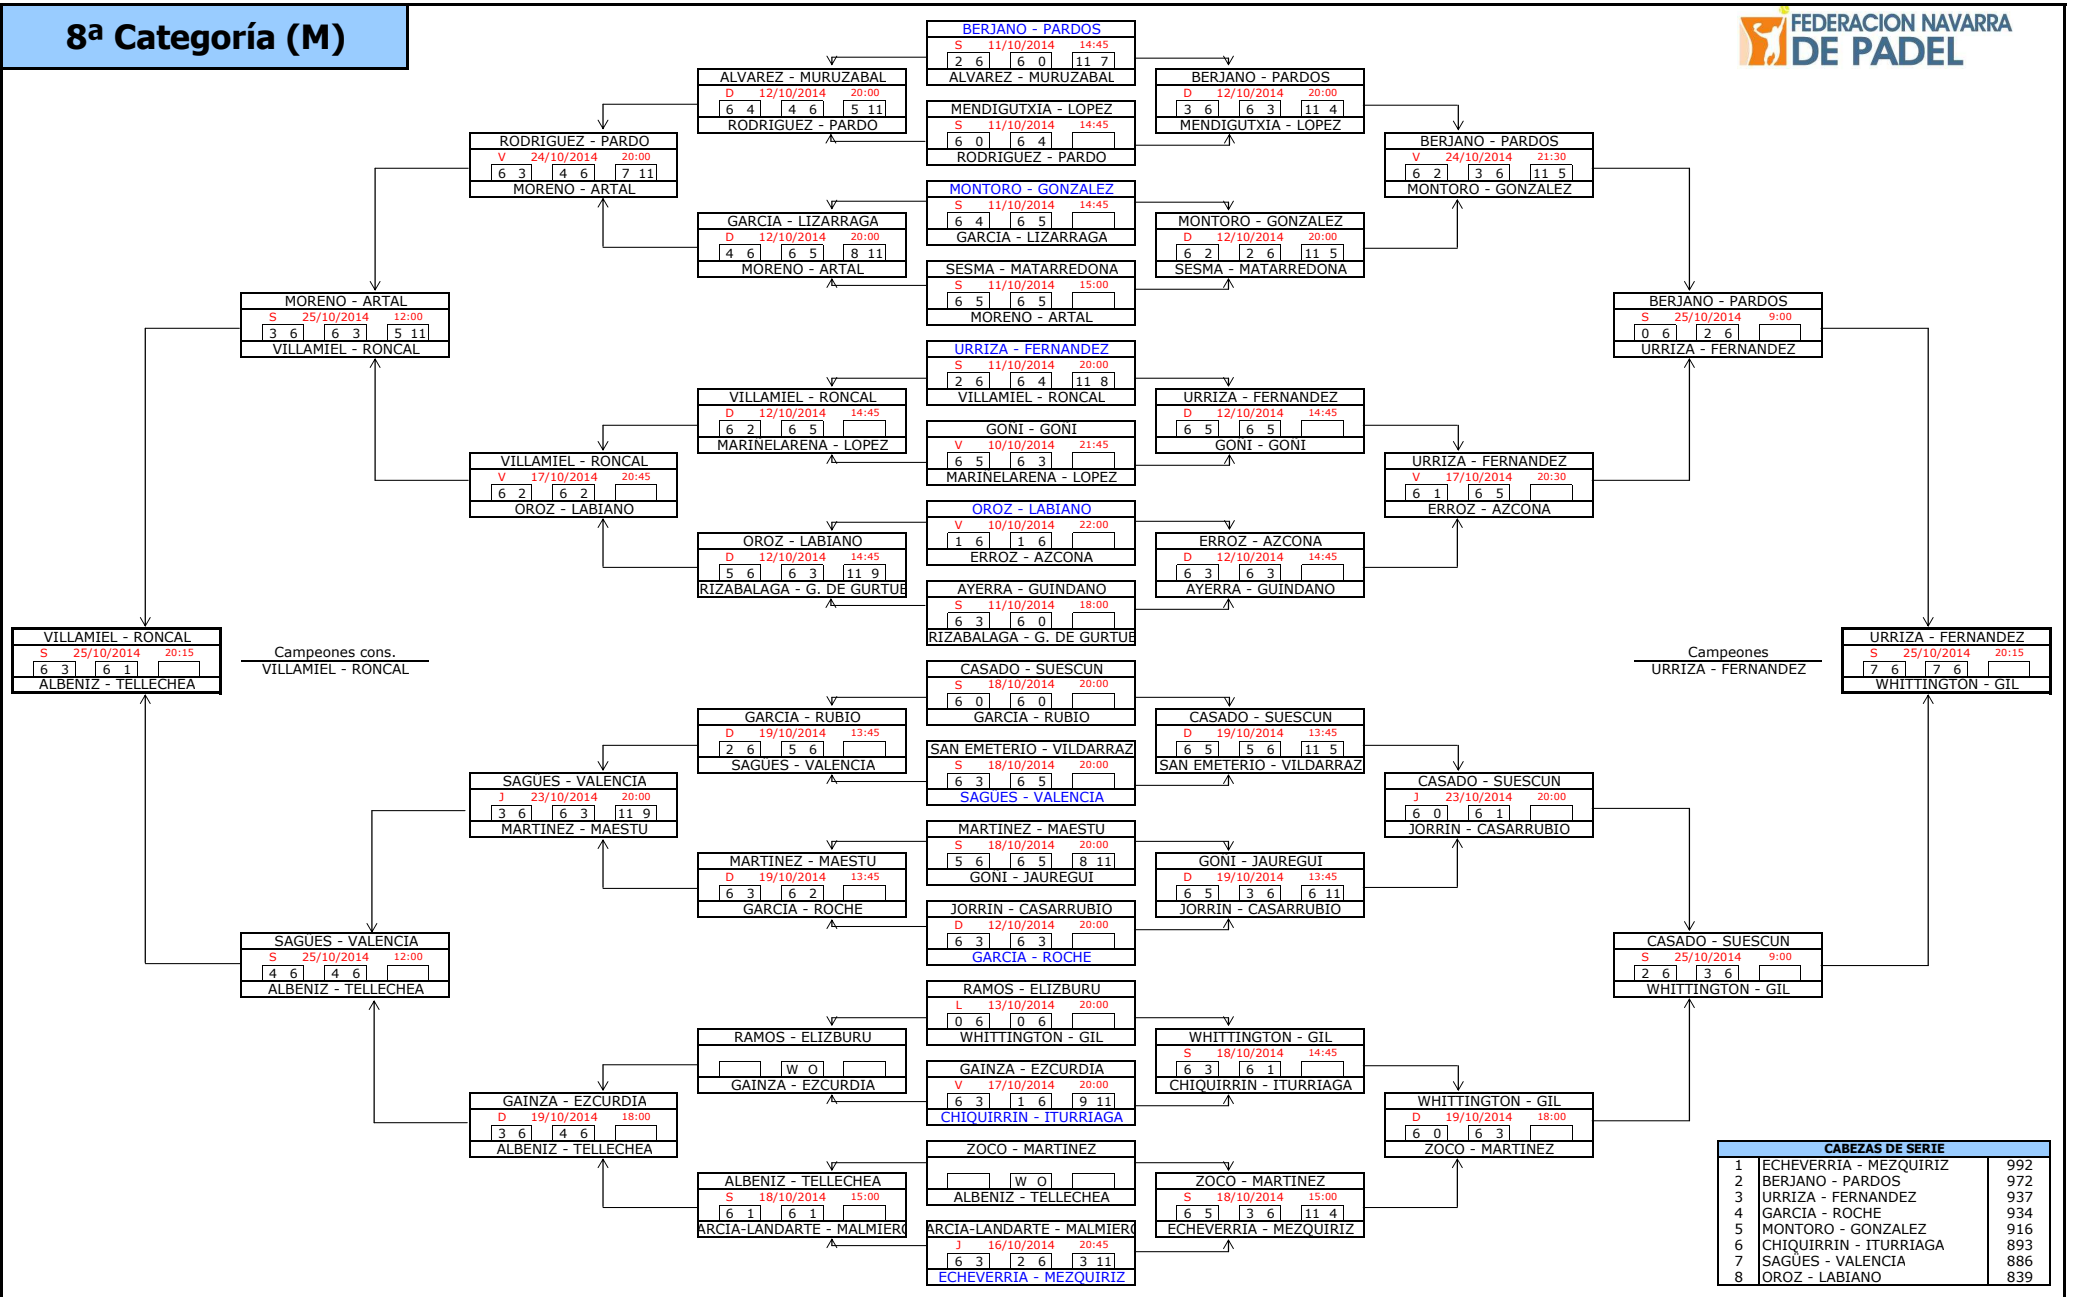 8ª Categoría (M)
FEDERACION NAVARRA
DE PADEL
VILLAMIEL - RONCAL
S 25/10/2014 20:15
6 3 6 1
ALBENIZ - TELLECHEA
Campeones cons.
VILLAMIEL - RONCAL
MORENO - ARTAL
S 25/10/2014 12:00
3 6 6 3 5 11
VILLAMIEL - RONCAL
SAGÜES - VALENCIA
S 25/10/2014 12:00
4 6 4 6
ALBENIZ - TELLECHEA
RODRIGUEZ - PARDO
V 24/10/2014 20:00
6 3 4 6 7 11
MORENO - ARTAL
VILLAMIEL - RONCAL
V 17/10/2014 20:45
6 2 6 2
OROZ - LABIANO
SAGÜES - VALENCIA
J 23/10/2014 20:00
3 6 6 3 11 9
MARTINEZ - MAESTU
GAINZA - EZCURDIA
D 19/10/2014 18:00
3 6 4 6
ALBENIZ - TELLECHEA
ALVAREZ - MURUZABAL
D 12/10/2014 20:00
6 4 4 6 5 11
RODRIGUEZ - PARDO
GARCIA - LIZARRAGA
D 12/10/2014 20:00
4 6 6 5 8 11
MORENO - ARTAL
VILLAMIEL - RONCAL
D 12/10/2014 14:45
6 2 6 5
MARIÑELARENA - LOPEZ
OROZ - LABIANO
D 12/10/2014 14:45
5 6 6 3 11 9
RIZABALAGA - G. DE GURTUB
GARCIA - RUBIO
D 19/10/2014 13:45
2 6 5 6
SAGÜES - VALENCIA
MARTINEZ - MAESTU
D 19/10/2014 13:45
6 3 6 2
GARCIA - ROCHE
RAMOS - ELIZBURU
W O
GAINZA - EZCURDIA
ALBENIZ - TELLECHEA
S 18/10/2014 15:00
6 1 6 1
ARCIA-LANDARTE - MALMIERC
BERJANO - PARDOS
S 11/10/2014 14:45
2 6 6 0 11 7
ALVAREZ - MURUZABAL
MENDIGUTXIA - LOPEZ
S 11/10/2014 14:45
6 0 6 4
RODRIGUEZ - PARDO
MONTORO - GONZALEZ
S 11/10/2014 14:45
6 4 6 5
GARCIA - LIZARRAGA
SESMA - MATARREDONA
S 11/10/2014 15:00
6 5 6 5
MORENO - ARTAL
URRIZA - FERNANDEZ
S 11/10/2014 20:00
2 6 6 4 11 8
VILLAMIEL - RONCAL
GOÑI - GOÑI
V 10/10/2014 21:45
6 5 6 3
MARIÑELARENA - LOPEZ
OROZ - LABIANO
V 10/10/2014 22:00
1 6 1 6
ERROZ - AZCONA
AYERRA - GUINDANO
S 11/10/2014 18:00
6 3 6 0
RIZABALAGA - G. DE GURTUB
CASADO - SUESCUN
S 18/10/2014 20:00
6 0 6 0
GARCIA - RUBIO
SAN EMETERIO - VILDARRAZ
S 18/10/2014 20:00
6 3 6 5
SAGÜES - VALENCIA
MARTINEZ - MAESTU
S 18/10/2014 20:00
5 6 6 5 8 11
GOÑI - JAUREGUI
JORRIN - CASARRUBIO
D 12/10/2014 20:00
6 3 6 3
GARCIA - ROCHE
RAMOS - ELIZBURU
L 13/10/2014 20:00
0 6 0 6
WHITTINGTON - GIL
GAINZA - EZCURDIA
V 17/10/2014 20:00
6 3 1 6 9 11
CHIQUIRRIN - ITURRIAGA
ZOCO - MARTINEZ
W O
ALBENIZ - TELLECHEA
ARCIA-LANDARTE - MALMIERC
J 16/10/2014 20:45
6 3 2 6 3 11
ECHEVERRIA - MEZQUIRIZ
BERJANO - PARDOS
D 12/10/2014 20:00
3 6 6 3 11 4
MENDIGUTXIA - LOPEZ
MONTORO - GONZALEZ
D 12/10/2014 20:00
6 2 2 6 11 5
SESMA - MATARREDONA
URRIZA - FERNANDEZ
D 12/10/2014 14:45
6 5 6 5
GOÑI - GOÑI
ERROZ - AZCONA
D 12/10/2014 14:45
6 3 6 3
AYERRA - GUINDANO
CASADO - SUESCUN
D 19/10/2014 13:45
6 5 5 6 11 5
SAN EMETERIO - VILDARRAZ
GOÑI - JAUREGUI
D 19/10/2014 13:45
6 5 3 6 6 11
JORRIN - CASARRUBIO
WHITTINGTON - GIL
S 18/10/2014 14:45
6 3 6 1
CHIQUIRRIN - ITURRIAGA
ZOCO - MARTINEZ
S 18/10/2014 15:00
6 5 3 6 11 4
ECHEVERRIA - MEZQUIRIZ
BERJANO - PARDOS
V 24/10/2014 21:30
6 2 3 6 11 5
MONTORO - GONZALEZ
URRIZA - FERNANDEZ
V 17/10/2014 20:30
6 1 6 5
ERROZ - AZCONA
CASADO - SUESCUN
J 23/10/2014 20:00
6 0 6 1
JORRIN - CASARRUBIO
WHITTINGTON - GIL
D 19/10/2014 18:00
6 0 6 3
ZOCO - MARTINEZ
BERJANO - PARDOS
S 25/10/2014 9:00
0 6 2 6
URRIZA - FERNANDEZ
CASADO - SUESCUN
S 25/10/2014 9:00
2 6 3 6
WHITTINGTON - GIL
Campeones
URRIZA - FERNANDEZ
URRIZA - FERNANDEZ
S 25/10/2014 20:15
7 6 7 6
WHITTINGTON - GIL
CABEZAS DE SERIE
1 ECHEVERRIA - MEZQUIRIZ 992
2 BERJANO - PARDOS 972
3 URRIZA - FERNANDEZ 937
4 GARCIA - ROCHE 934
5 MONTORO - GONZALEZ 916
6 CHIQUIRRIN - ITURRIAGA 893
7 SAGÜES - VALENCIA 886
8 OROZ - LABIANO 839